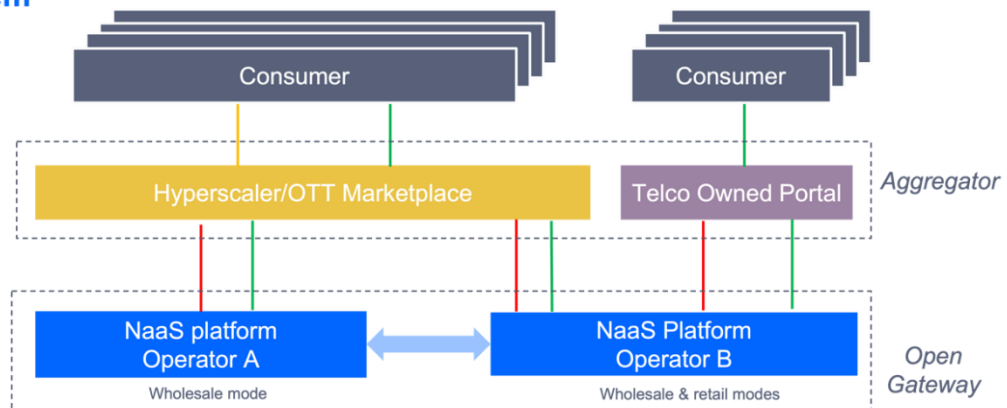 Consumer
Consumer
Hyperscaler/OTT Marketplace
Telco Owned Portal
Aggregator
NaaS platform
Operator A
NaaS Platform
Operator B
Open
Gateway
Wholesale mode
Wholesale & retail modes